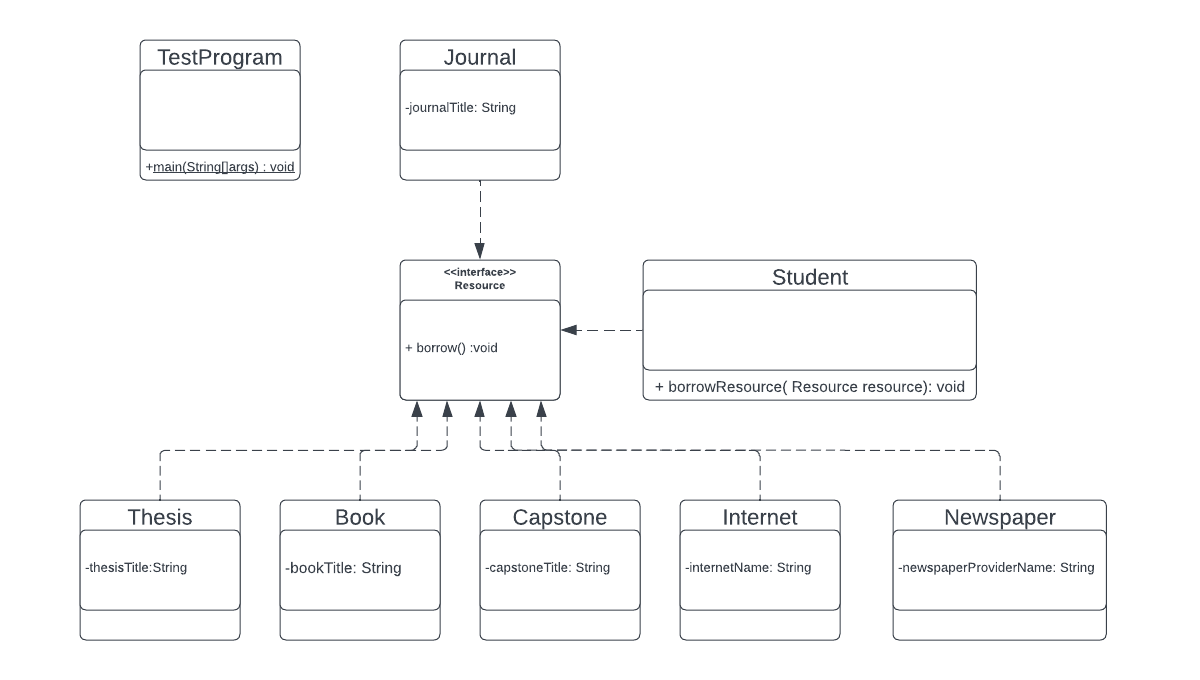 TestProgram
+main(String[]args) : void
Journal
-journalTitle: String
<<interface>>
Resource
+ borrow() :void
Student
+ borrowResource( Resource resource): void
Thesis
-thesisTitle:String
Book
-bookTitle: String
Capstone
-capstoneTitle: String
Internet
-internetName: String
Newspaper
-newspaperProviderName: String